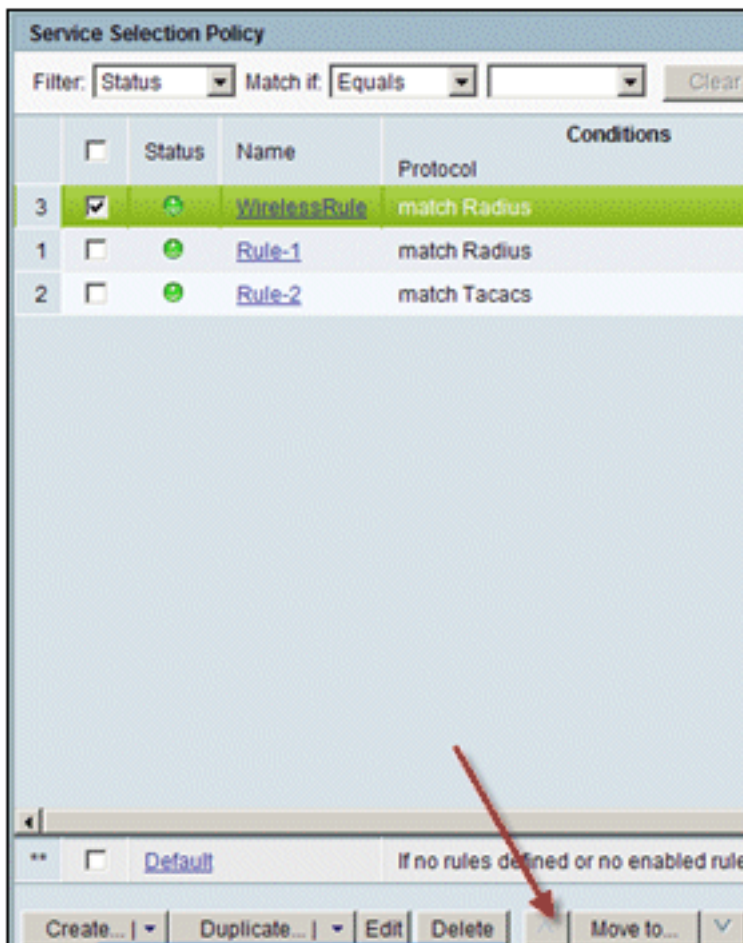 Service Selection Policy
Filter: Status Match if: Equals Clear
Conditions
Status Name Protocol
3 WirelessRule match Radius
1 Rule-1 match Radius
2 Rule-2 match Tacacs
** Default If no rules defined or no enabled rule
Create... | Duplicate... | Edit Delete Move to...